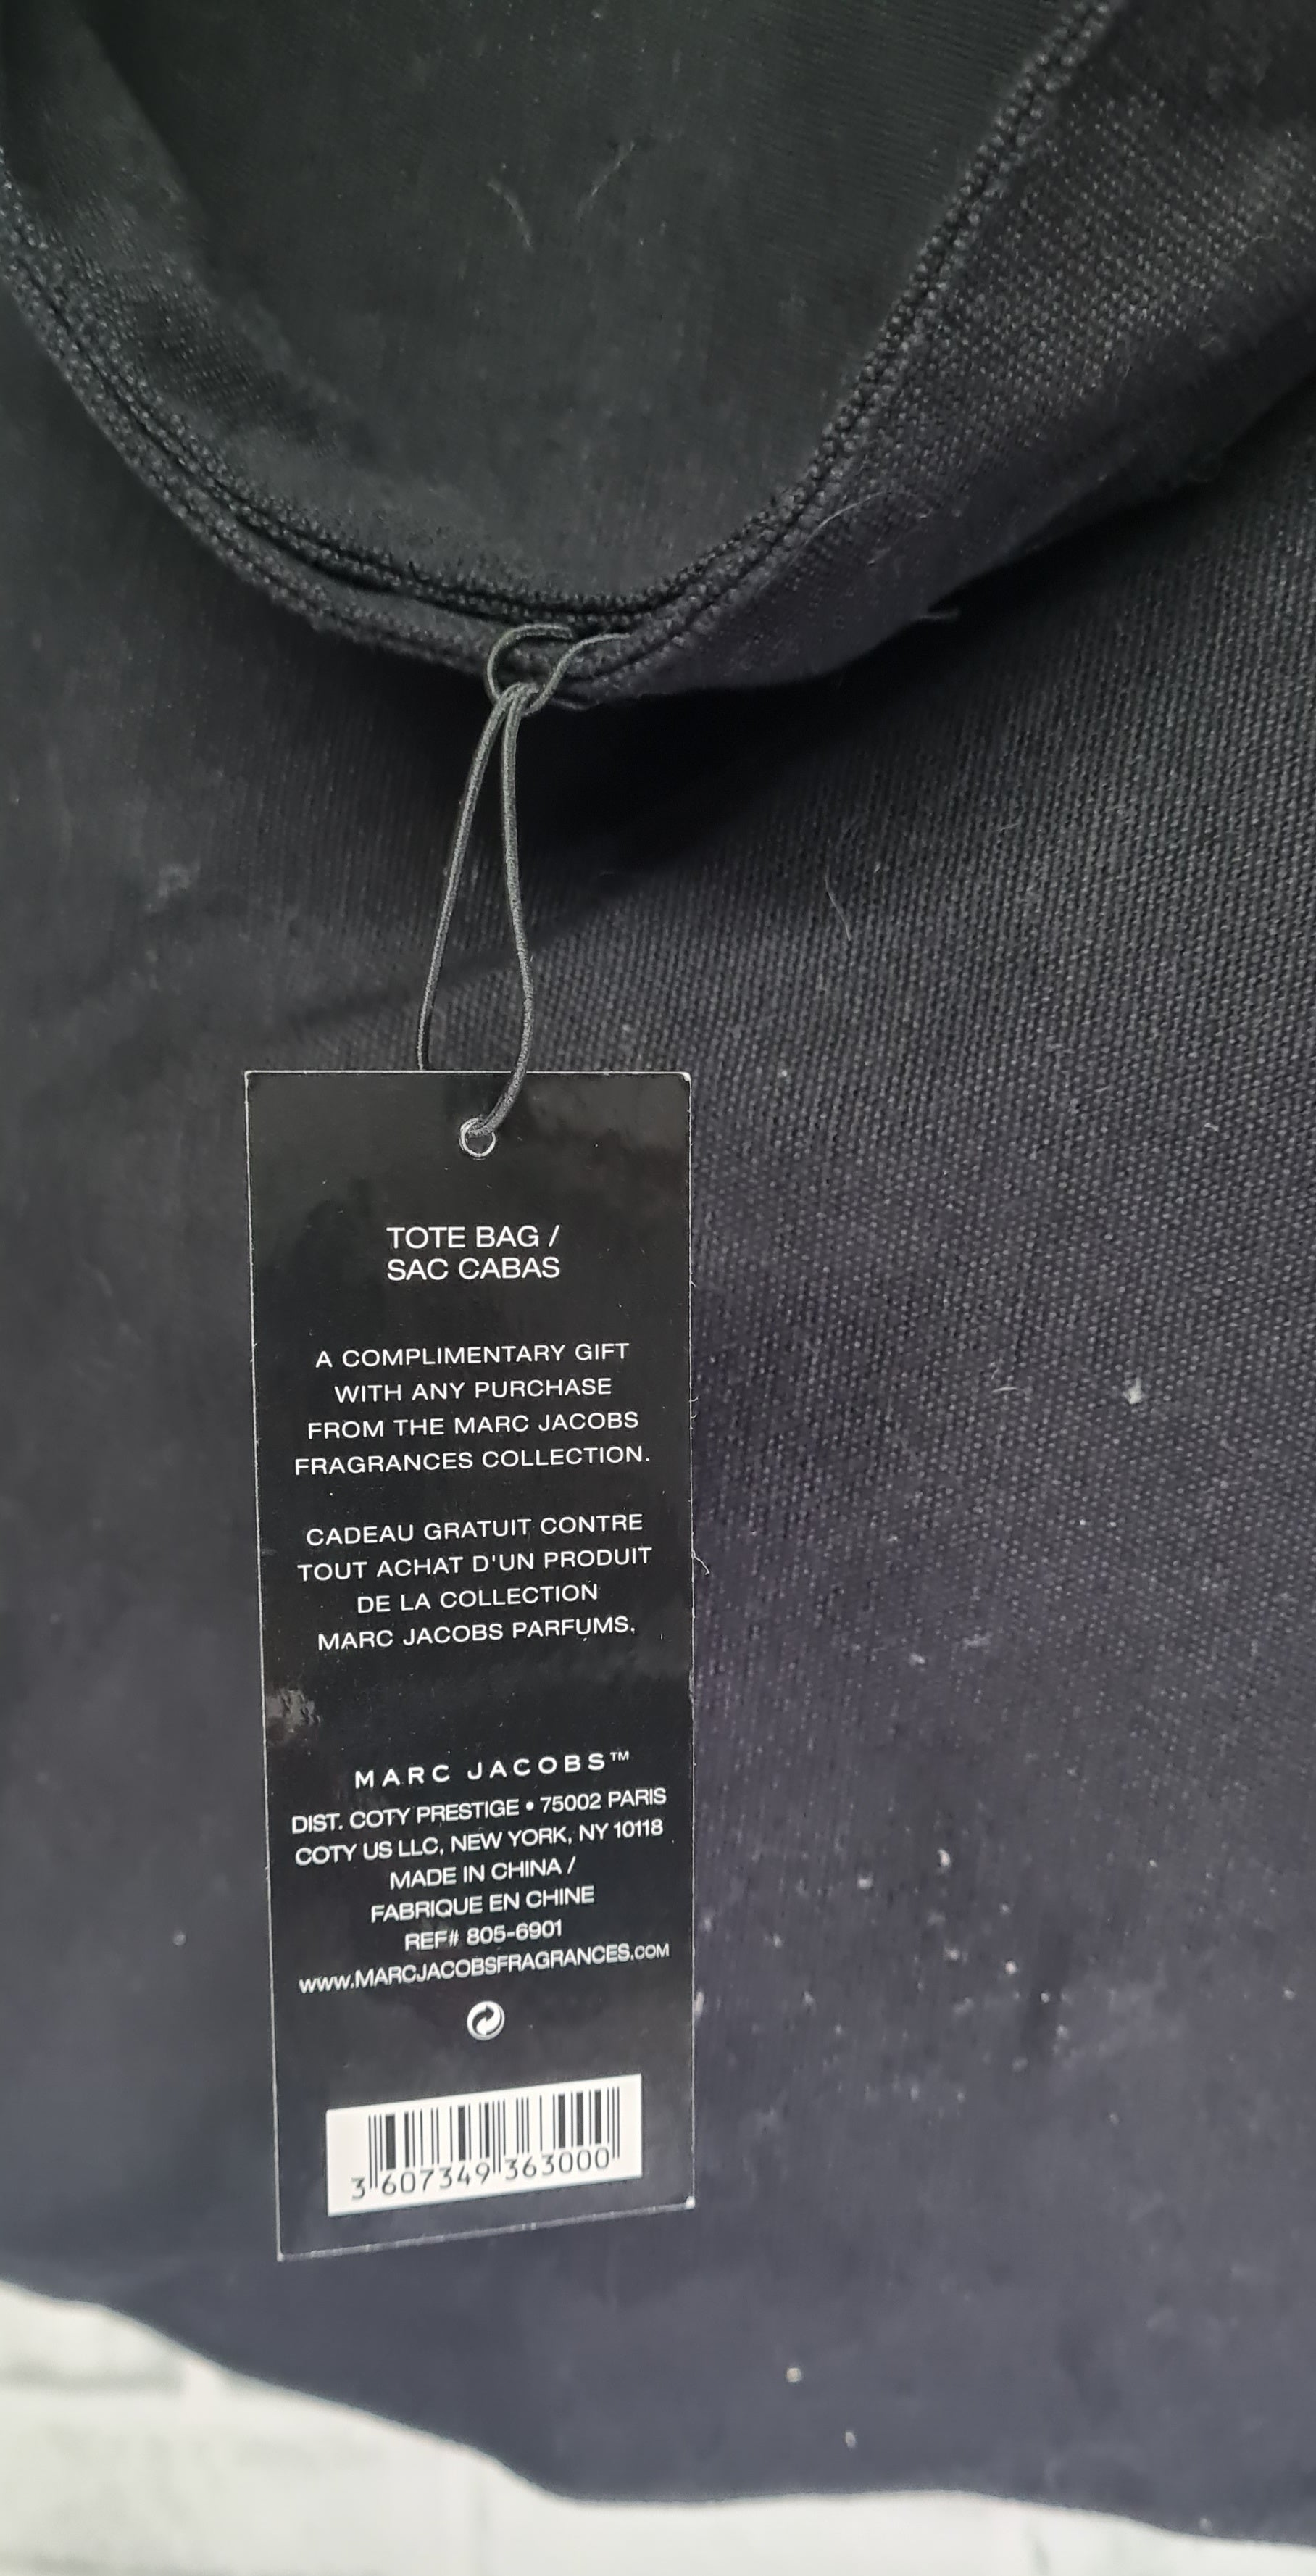 TOTE BAG /
SAC CABAS
A COMPLIMENTARY GIFT
WITH ANY PURCHASE
FROM THE MARC JACOBS
FRAGRANCES COLLECTION.
CADEAU GRATUIT CONTRE
TOUT ACHAT D'UN PRODUIT
DE LA COLLECTION
MARC JACOBS PARFUMS.
MARC JACOBS™
DIST. COTY PRESTIGE • 75002 PARIS
COTY US LLC, NEW YORK, NY 10118
MADE IN CHINA /
FABRIQUE EN CHINE
REF# 805-6901
www.MARCJACOBSFRAGRANCES.COM
3 607349 363000